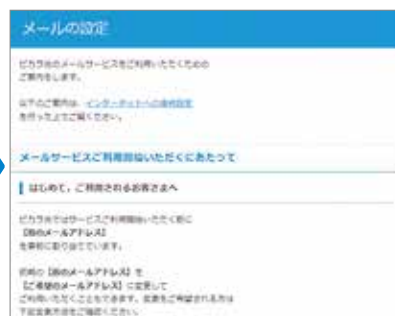 メールの設定
ピカラ光のメールサービスをご利用いただくための
ご案内をします。
以下のご案内は、インターネットへの接続設定
を行った上でご覧ください。
メールサービスご利用開始いただくにあたって
はじめて、ご利用されるお客さまへ
ピカラ光ではサービスご利用開始いただく前に
【仮のメールアドレス】
を事前に割り当てています。
初期の【仮のメールアドレス】を
【ご希望のメールアドレス】に変更して
ご利用いただくこともできます。変更をご希望される方は
下記変更方法をご確認ください。